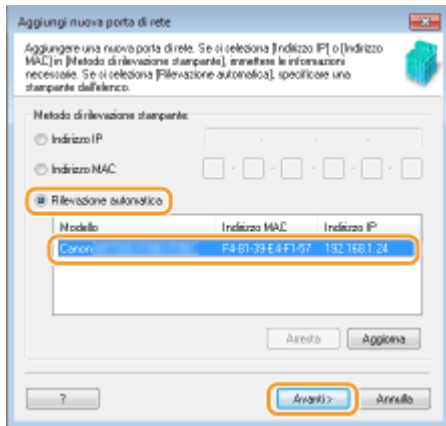 Aggiungi nuova porta di rete
Aggiungere una nuova porta di rete. Se si seleziona [Indirizzo IP] o [Indirizzo
MAC] in [Metodo di rilevazione stampante], immettere le informazioni
necessarie. Se si seleziona [Rilevazione automatica], specificare una
stampante dall'elenco.
Metodo di rilevazione stampante:
Indirizzo IP
Indirizzo MAC
Rilevazione automatica
Modello Indirizzo MAC Indirizzo IP
Canon F4-81-39-E4-F1-57 192.168.1.24
Arresta Aggiorna
? Avanti > Annulla